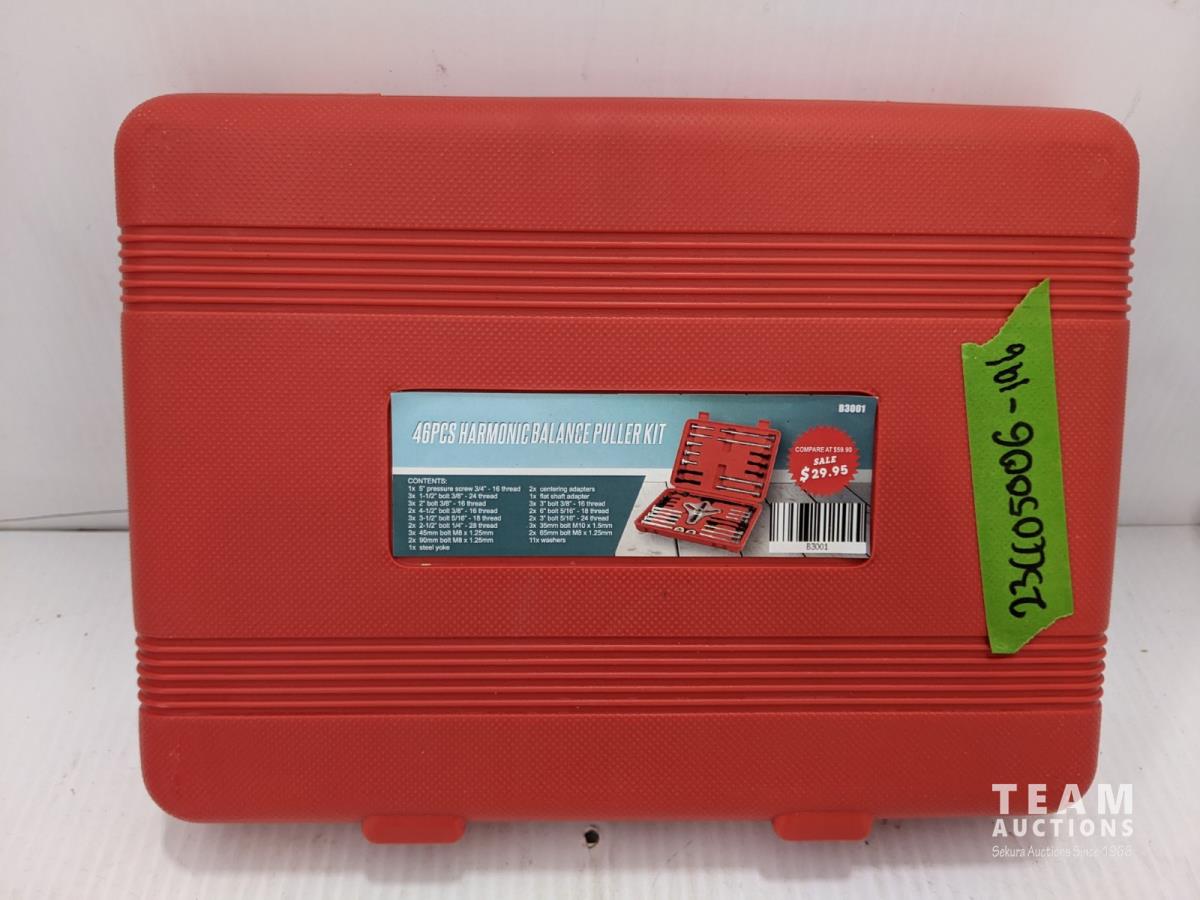 B3001
46PCS HARMONIC BALANCE PULLER KIT
COMPARE AT $59.90
SALE
$29.95
CONTENTS:
1x 5" pressure screw 3/4" - 16 thread
3x 1-1/2" bolt 3/8" - 24 thread
3x 2" bolt 3/8" - 16 thread
2x 4-1/2" bolt 3/8" - 16 thread
3x 3-1/2" bolt 5/16" - 18 thread
2x 2-1/2" bolt 1/4" - 28 thread
3x 45mm bolt M8 x 1.25mm
2x 90mm bolt M8 x 1.25mm
1x steel yoke
2x centering adapters
1x flat shaft adapter
3x 3" bolt 3/8" - 16 thread
2x 6" bolt 5/16" - 18 thread
2x 3" bolt 5/16" - 24 thread
3x 35mm bolt M10 x 1.5mm
2x 65mm bolt M8 x 1.25mm
11x washers
B3001
23CC05006-196
TEAM
AUCTIONS
Sekura Auctions Since 1966